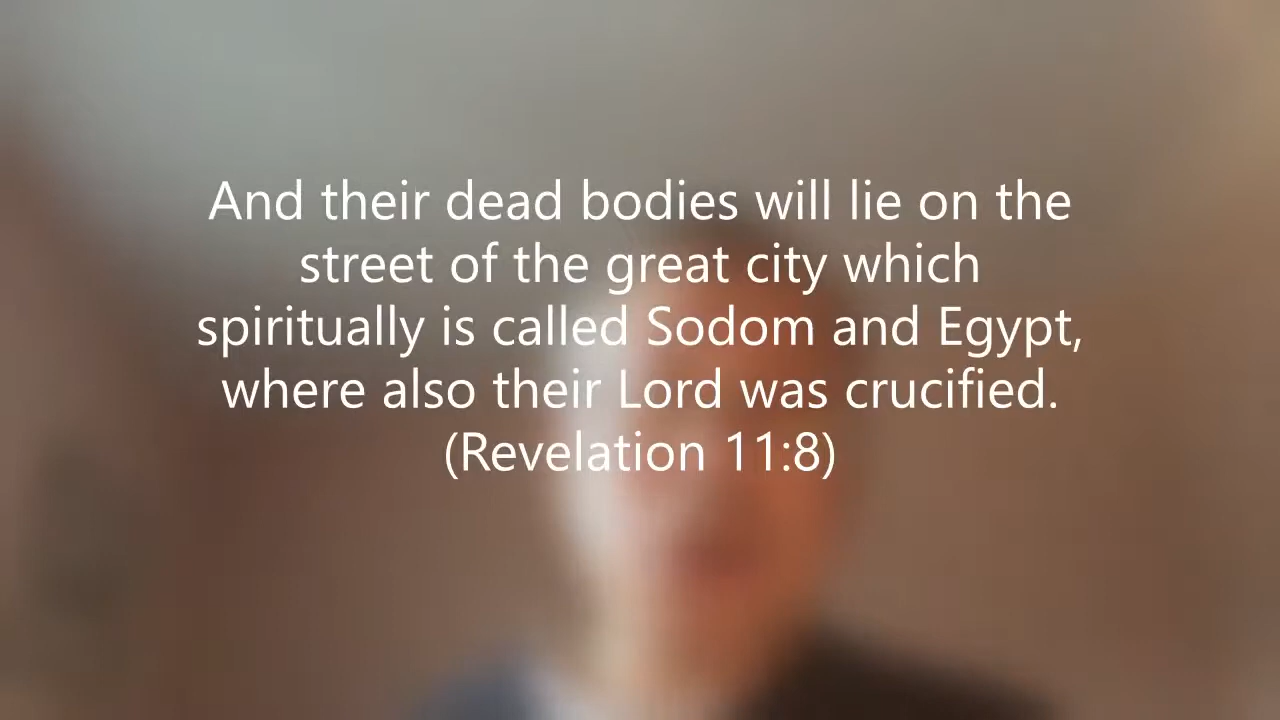 And their dead bodies will lie on the
street of the great city which
spiritually is called Sodom and Egypt,
where also their Lord was crucified.
(Revelation 11:8)